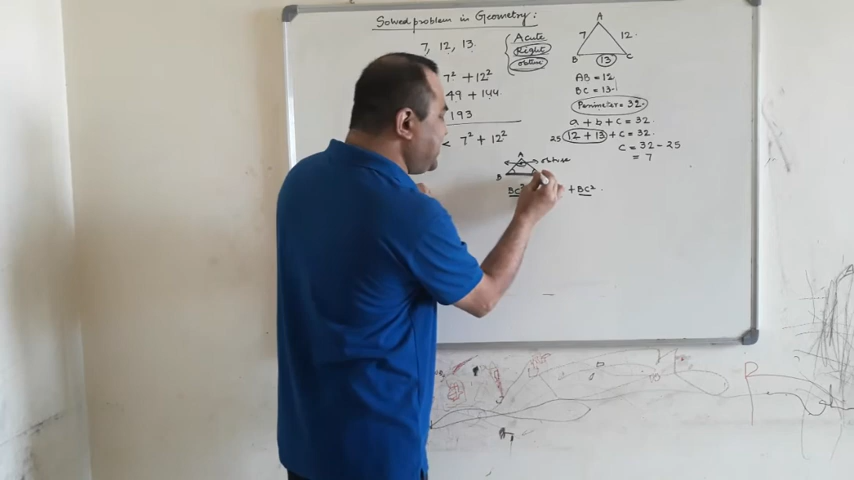 Solved problem in Geometry:
7, 12, 13.
Acute
Right
obtuse
7² + 12²
49 + 144
193
< 7² + 12²
A
obtuse
B
BC²
+ BC².
A
7
12.
B
13
C
AB = 12
BC = 13
Perimeter = 32.
a + b + c = 32.
25 12 + 13 + c = 32.
c = 32 - 25
= 7